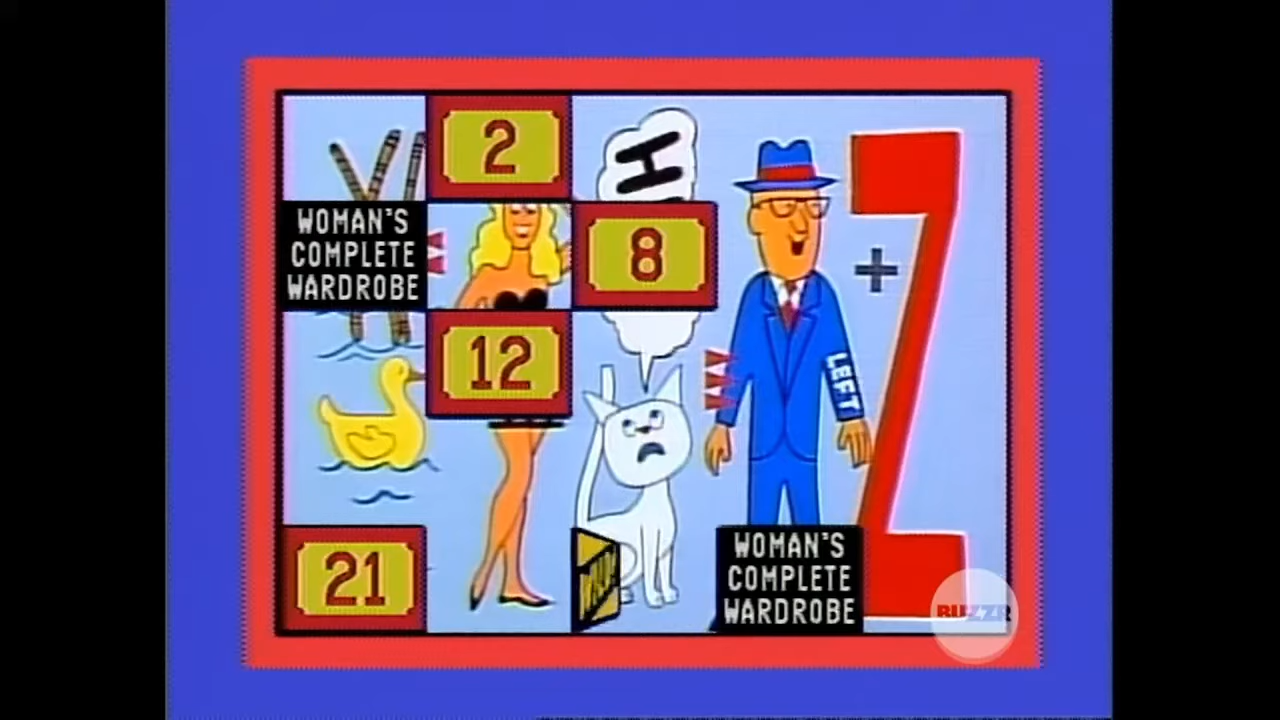 2
H
WOMAN'S
COMPLETE
WARDROBE
8
+
12
LEFT
21
WOMAN'S
COMPLETE
WARDROBE
Z
BUZZR